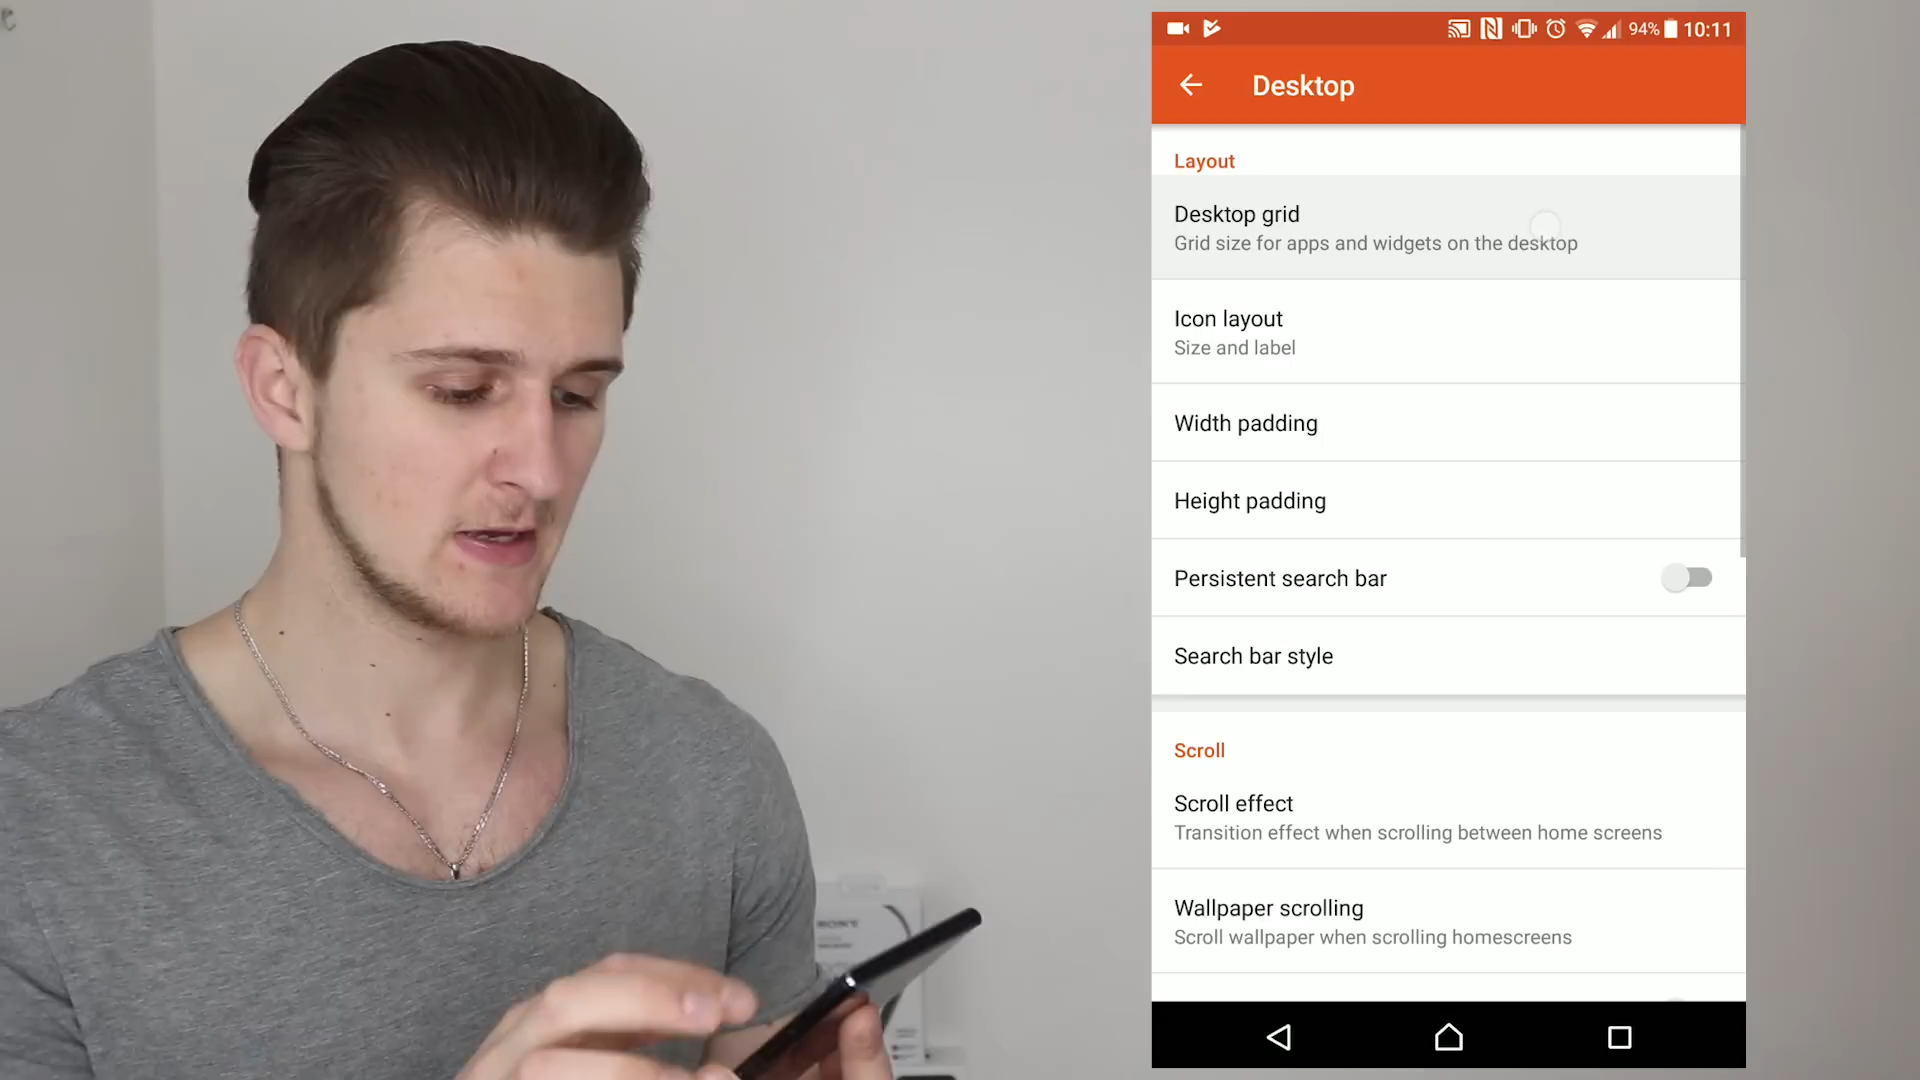 94% 10:11
Desktop
Layout
Desktop grid
Grid size for apps and widgets on the desktop
Icon layout
Size and label
Width padding
Height padding
Persistent search bar
Search bar style
Scroll
Scroll effect
Transition effect when scrolling between home screens
Wallpaper scrolling
Scroll wallpaper when scrolling homescreens
SONY